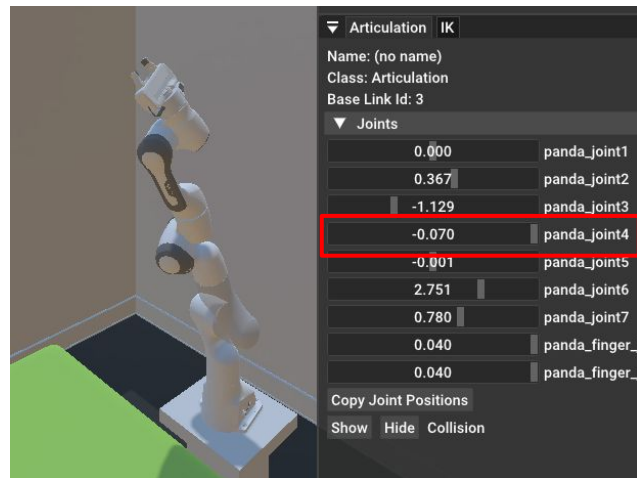 Articulation IK
Name: (no name)
Class: Articulation
Base Link Id: 3
Joints
0.000 panda_joint1
0.367 panda_joint2
-1.129 panda_joint3
-0.070 panda_joint4
-0.001 panda_joint5
2.751 panda_joint6
0.780 panda_joint7
0.040 panda_finger_
0.040 panda_finger_
Copy Joint Positions
Show Hide Collision